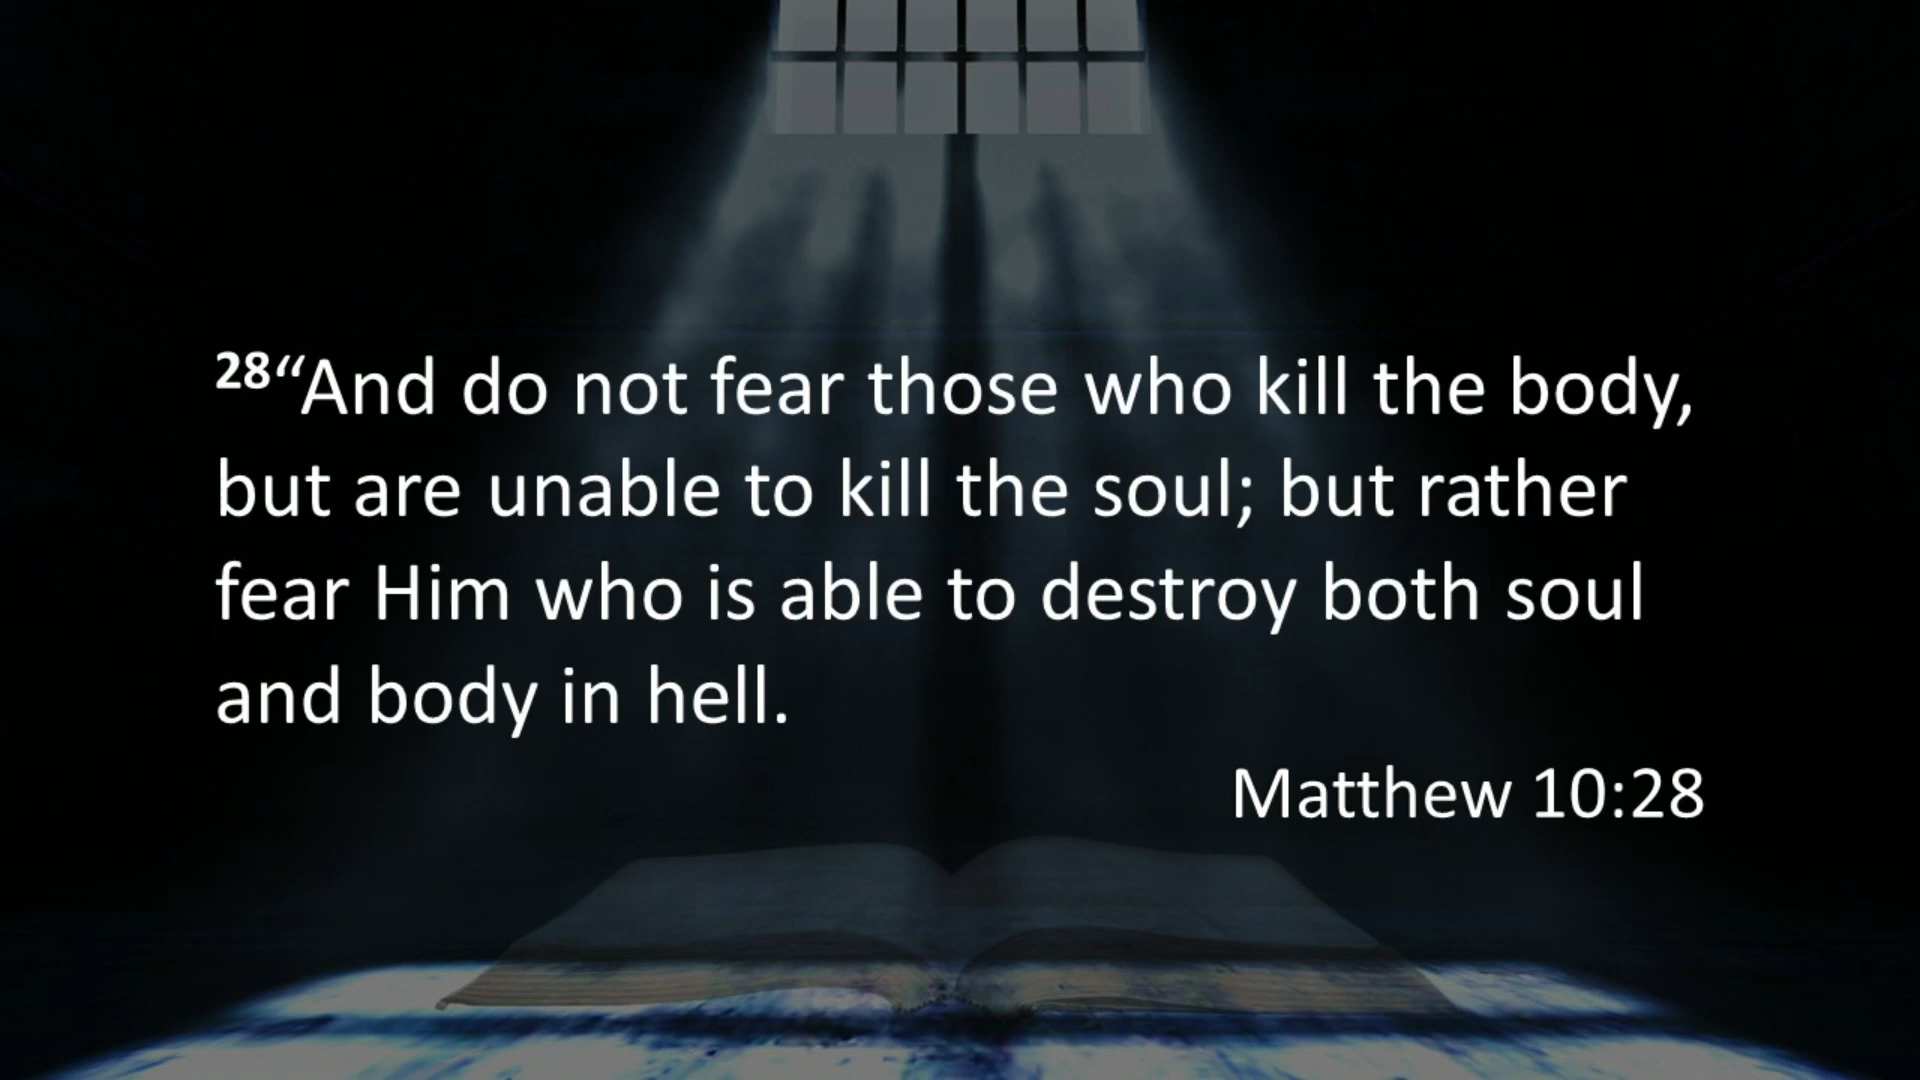 28“And do not fear those who kill the body,
but are unable to kill the soul; but rather
fear Him who is able to destroy both soul
and body in hell.
Matthew 10:28